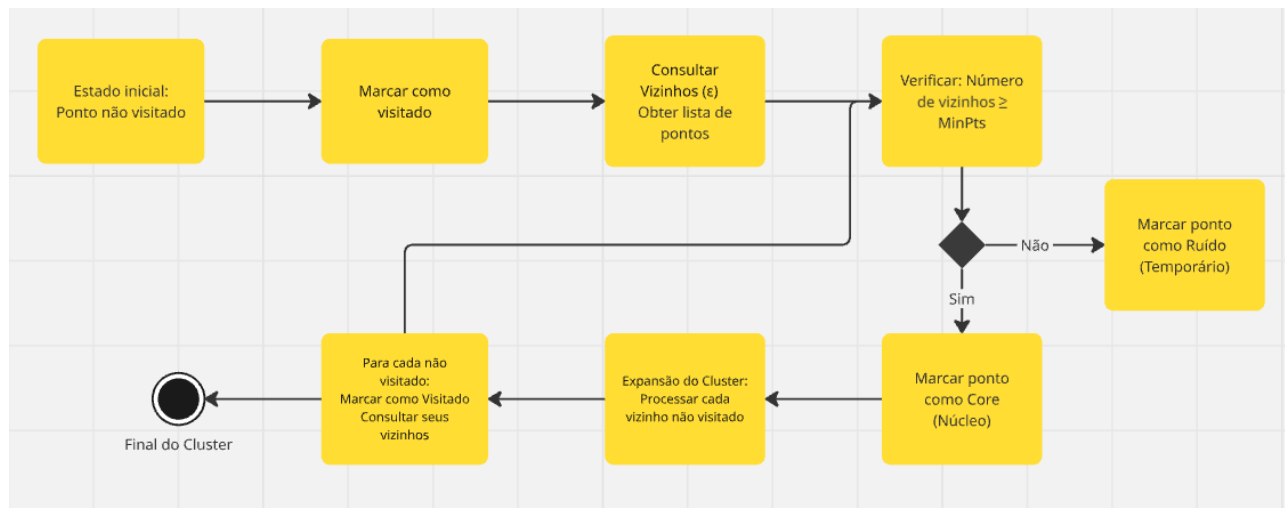 Estado inicial:
Ponto não visitado
Marcar como
visitado
Consultar
Vizinhos (ε)
Obter lista de
pontos
Verificar: Número
de vizinhos ≥
MinPts
Marcar ponto
como Ruído
(Temporário)
Não
Sim
Marcar ponto
como Core
(Núcleo)
Expansão do Cluster:
Processar cada
vizinho não visitado
Para cada não
visitado:
Marcar como Visitado
Consultar seus
vizinhos
Final do Cluster